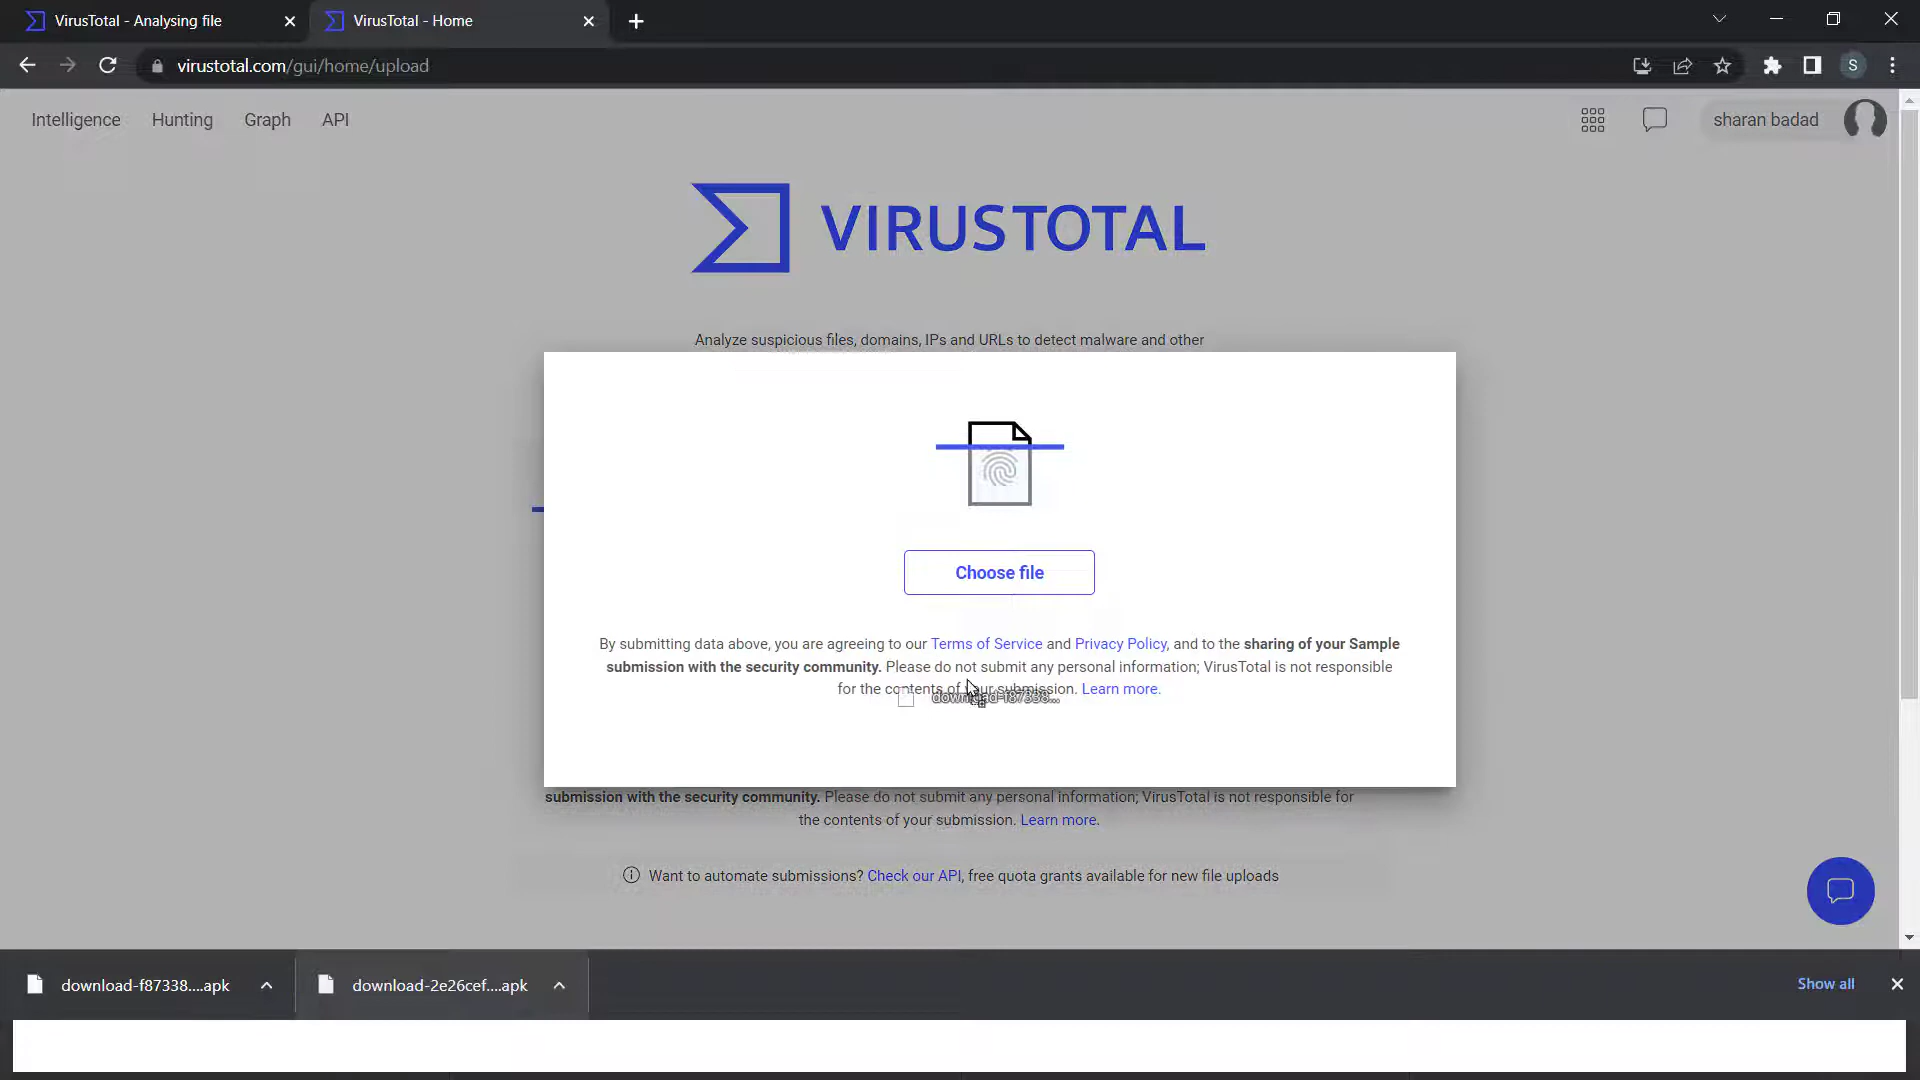 VirusTotal - Analysing file
VirusTotal - Home
virustotal.com/gui/home/upload
S
Intelligence
Hunting
Graph
API
sharan badad
VIRUSTOTAL
Analyze suspicious files, domains, IPs and URLs to detect malware and other
Choose file
By submitting data above, you are agreeing to our Terms of Service and Privacy Policy, and to the sharing of your Sample
submission with the security community. Please do not submit any personal information; VirusTotal is not responsible
for the contents of your submission. Learn more.
download-f87338...
submission with the security community. Please do not submit any personal information; VirusTotal is not responsible for
the contents of your submission. Learn more.
Want to automate submissions? Check our API, free quota grants available for new file uploads
download-f87338....apk
download-2e26cef....apk
Show all